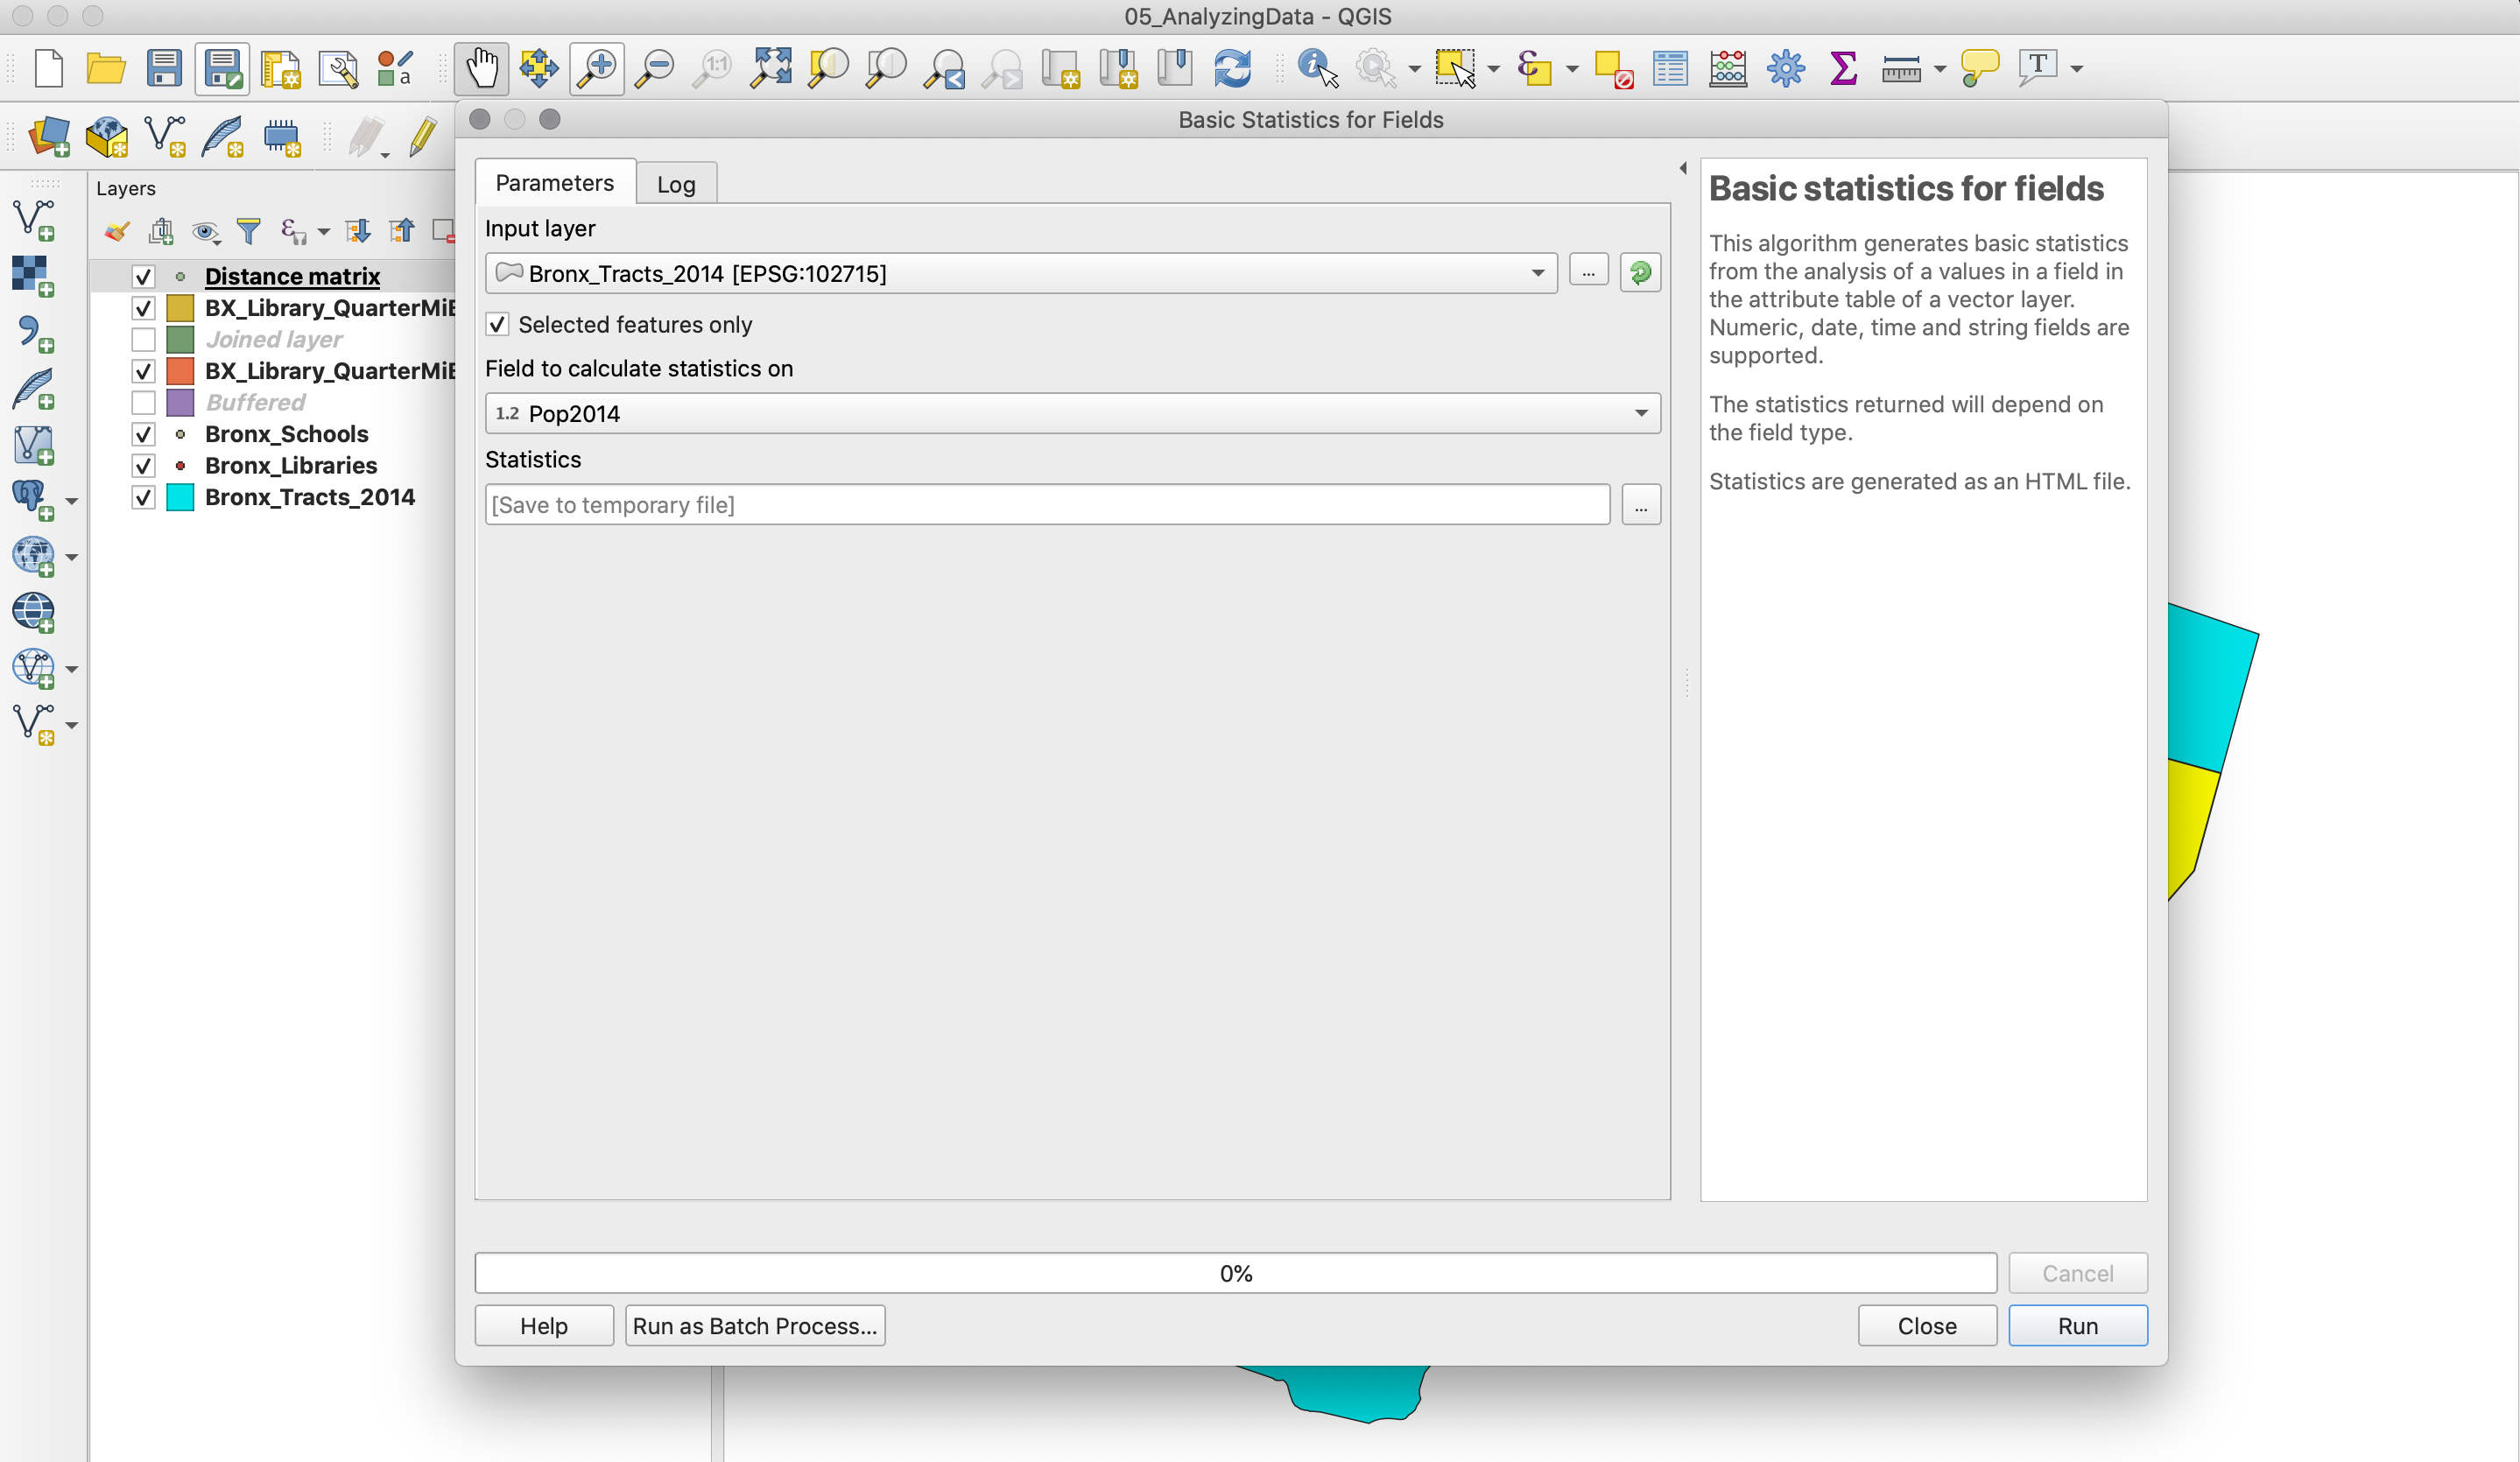 05_AnalyzingData - QGIS
1:1
a
T
Basic Statistics for Fields
Layers
Distance matrix
BX_Library_QuarterMiB
Joined layer
BX_Library_QuarterMiB
Buffered
Bronx_Schools
Bronx_Libraries
Bronx_Tracts_2014
Parameters
Log
Input layer
Bronx_Tracts_2014 [EPSG:102715]
...
Selected features only
Field to calculate statistics on
1.2 Pop2014
Statistics
[Save to temporary file]
...
Basic statistics for fields
This algorithm generates basic statistics
from the analysis of a values in a field in
the attribute table of a vector layer.
Numeric, date, time and string fields are
supported.
The statistics returned will depend on
the field type.
Statistics are generated as an HTML file.
0%
Cancel
Help
Run as Batch Process...
Close
Run